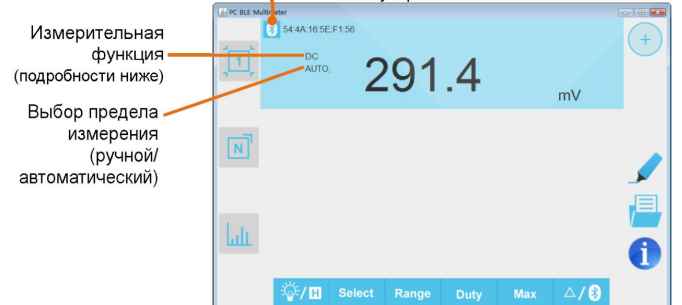 PC BLE Multimeter
54:4A:16:5E:F1:56
Измерительная
функция
(подробности ниже)
Выбор предела
измерения
(ручной/
автоматический)
1
DC
AUTO,
291.4
mV
+
N
i
/H
Select
Range
Duty
Max
△/